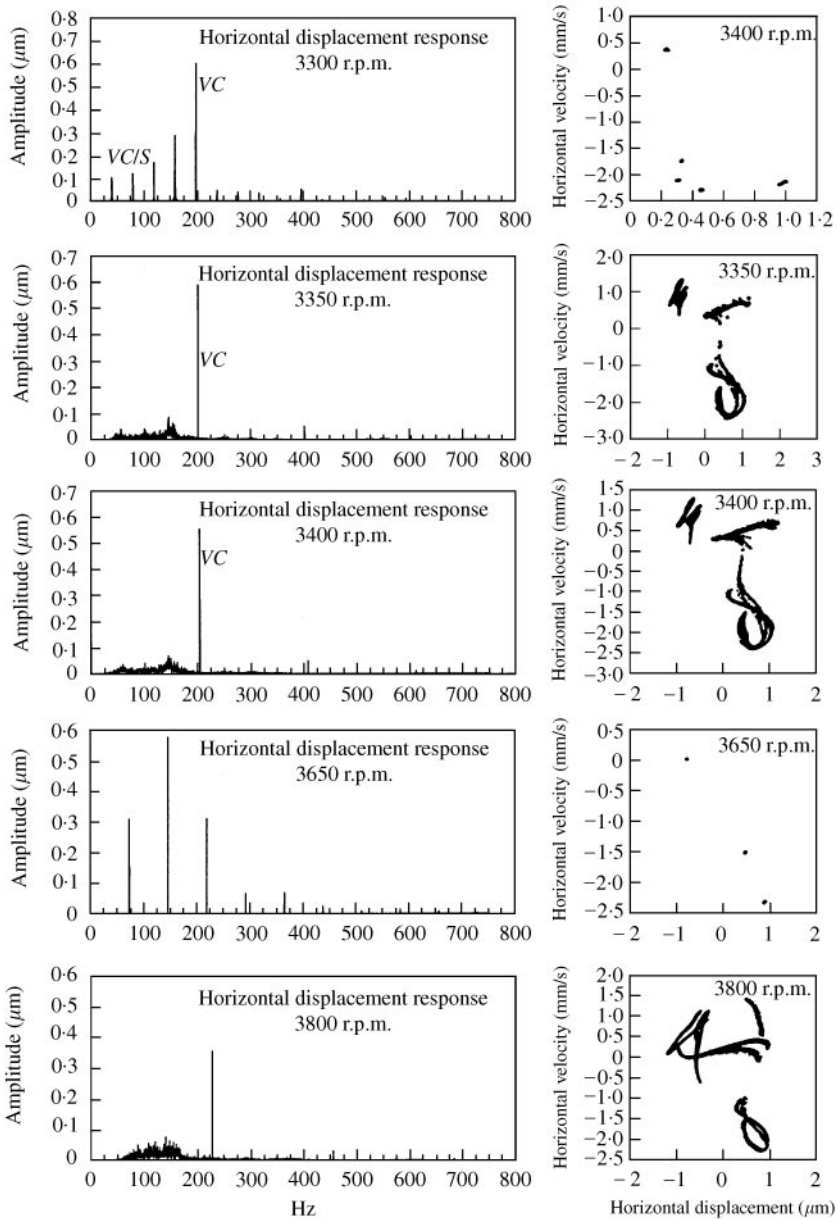 Amplitude (μm)
0·8
0·7
0·6
0·5
0·4
0·3
0·2
0·1
0
Horizontal displacement response
3300 r.p.m.
VC
VC/S
0 100 200 300 400 500 600 700 800
Horizontal velocity (mm/s)
1·0
0·5
0
−0·5
−1·0
−1·5
−2·0
−2·5
3400 r.p.m.
0 0·2 0·4 0·6 0·8 1·0 1·2
Amplitude (μm)
0·7
0·6
0·5
0·4
0·3
0·2
0·1
0
Horizontal displacement response
3350 r.p.m.
VC
0 100 200 300 400 500 600 700 800
Horizontal velocity (mm/s)
2·0
1·0
0
−1·0
−2·0
−3·0
3350 r.p.m.
−2 −1 0 1 2 3
Amplitude (μm)
0·7
0·6
0·5
0·4
0·3
0·2
0·1
0
Horizontal displacement response
3400 r.p.m.
VC
0 100 200 300 400 500 600 700 800
Horizontal velocity (mm/s)
1·5
1·0
0·5
0
−0·5
−1·0
−1·5
−2·0
−2·5
−3·0
3400 r.p.m.
−2 −1 0 1 2
Amplitude (μm)
0·6
0·5
0·4
0·3
0·2
0·1
0
Horizontal displacement response
3650 r.p.m.
0 100 200 300 400 500 600 700 800
Horizontal velocity (mm/s)
0·5
0
−0·5
−1·0
−1·5
−2·0
−2·5
3650 r.p.m.
−2 −1 0 1 2
Amplitude (μm)
0·6
0·5
0·4
0·3
0·2
0·1
0
Horizontal displacement response
3800 r.p.m.
0 100 200 300 400 500 600 700 800
Hz
Horizontal velocity (mm/s)
2·0
1·5
1·0
0·5
0
−0·5
−1·0
−1·5
−2·0
−2·5
3800 r.p.m.
−2 −1 0 1 2
Horizontal displacement (μm)